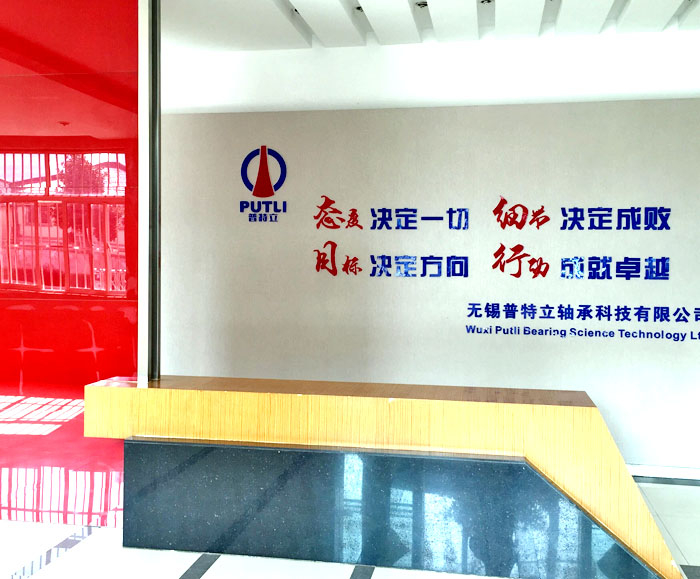 PUTLI
普特立
态度 决定一切 细节 决定成败
目标 决定方向 行动 成就卓越
无锡普特立轴承科技有限公司
Wuxi Putli Bearing Science Technology Lt